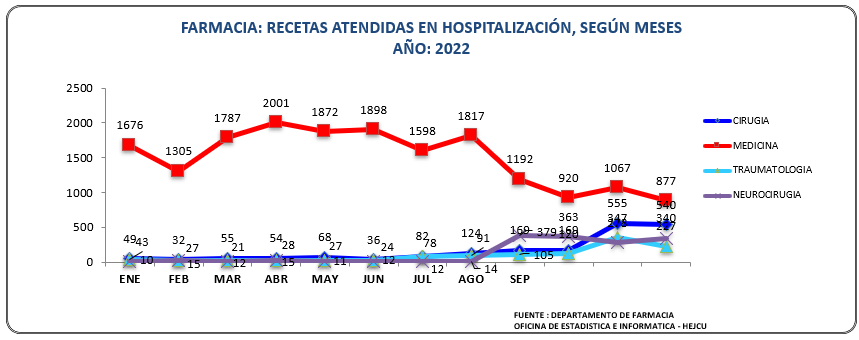 FARMACIA: RECETAS ATENDIDAS EN HOSPITALIZACIÓN, SEGÚN MESES
AÑO: 2022
2500
2000
1500
1000
500
0
1676 1305 1787 2001 1872 1898 1598 1817 1192 920 1067 877
49 32 55 54 68 36 82 124 169 169 555 540
43 27 21 28 27 24 78 91 105 120 347 227
10 15 12 15 11 12 12 14 379 363 340
ENE FEB MAR ABR MAY JUN JUL AGO SEP
CIRUGIA
MEDICINA
TRAUMATOLOGIA
NEUROCIRUGIA
FUENTE : DEPARTAMENTO DE FARMACIA
OFICINA DE ESTADISTICA E INFORMATICA - HEJCU